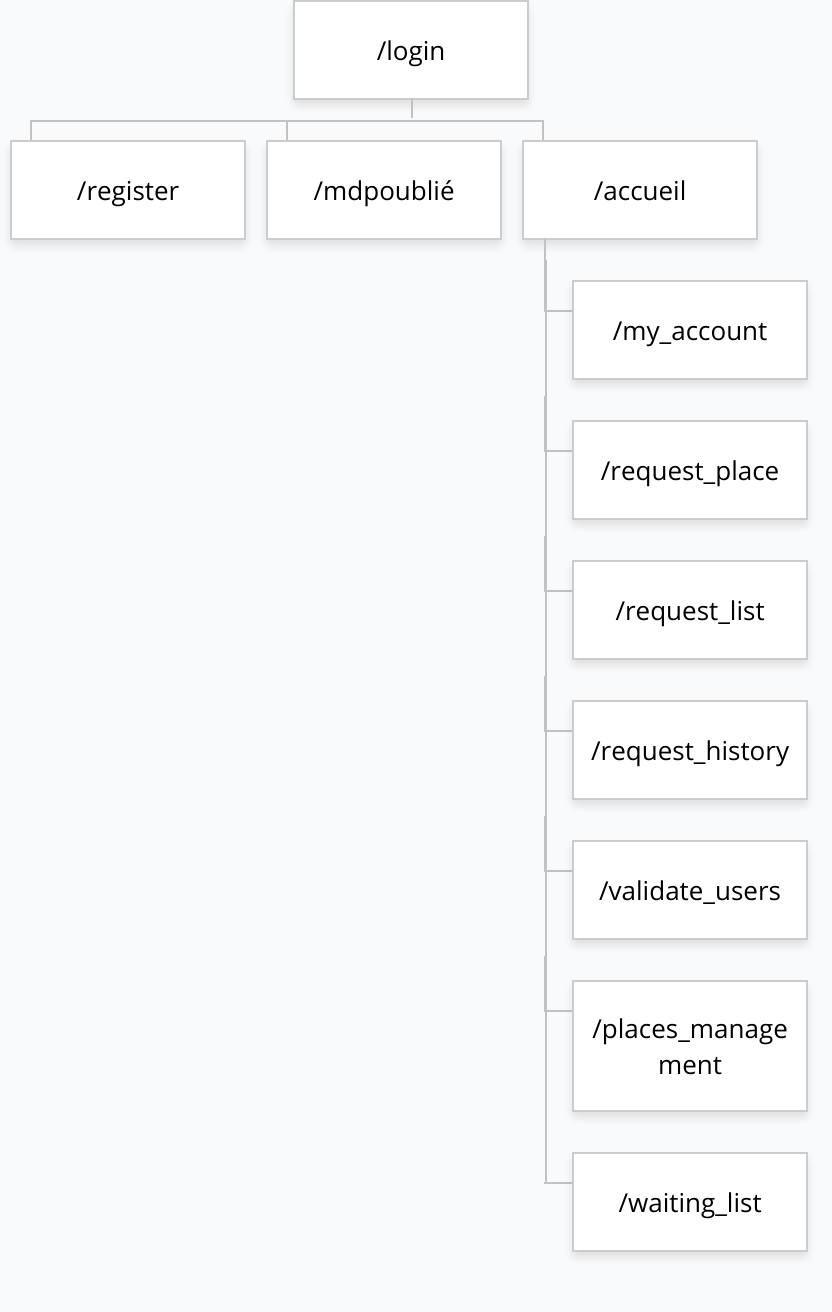 /login
/register
/mdpoublié
/accueil
/my_account
/request_place
/request_list
/request_history
/validate_users
/places_manage
ment
/waiting_list